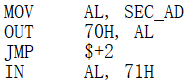 MOV AL, SEC_AD
OUT 70H, AL
JMP $+2
IN AL, 71H